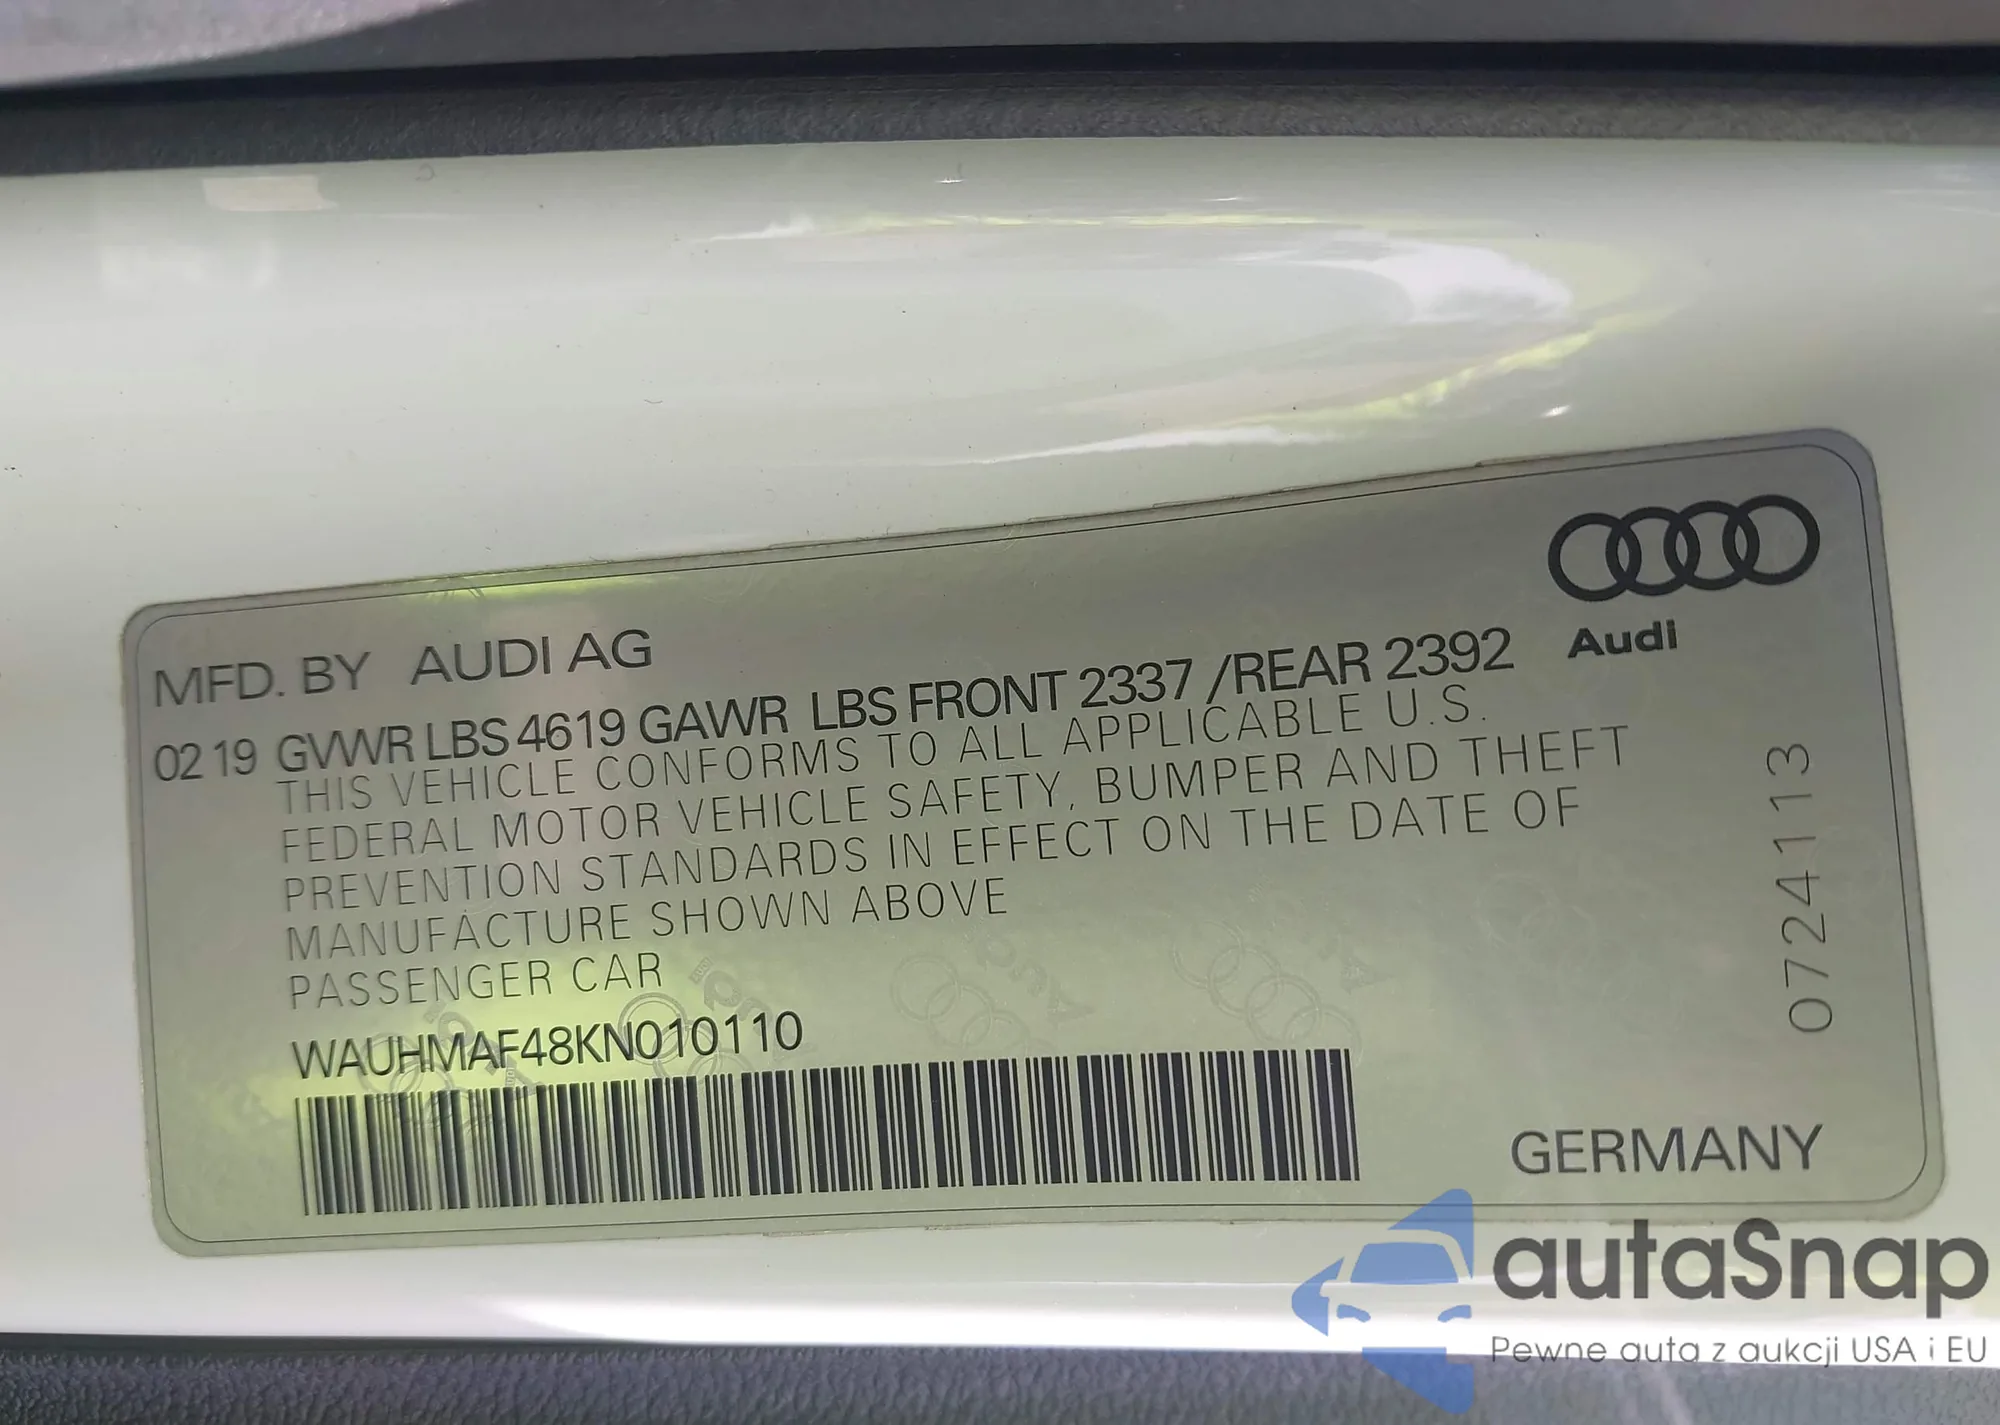 MFD. BY AUDI AG
Audi
02 19 GVWR LBS 4619 GAWR LBS FRONT 2337 /REAR 2392
THIS VEHICLE CONFORMS TO ALL APPLICABLE U.S.
FEDERAL MOTOR VEHICLE SAFETY, BUMPER AND THEFT
PREVENTION STANDARDS IN EFFECT ON THE DATE OF
MANUFACTURE SHOWN ABOVE
PASSENGER CAR
WAUHMAF48KN010110
0724113
GERMANY
autaSnap
Pewne auta z aukcji USA i EU